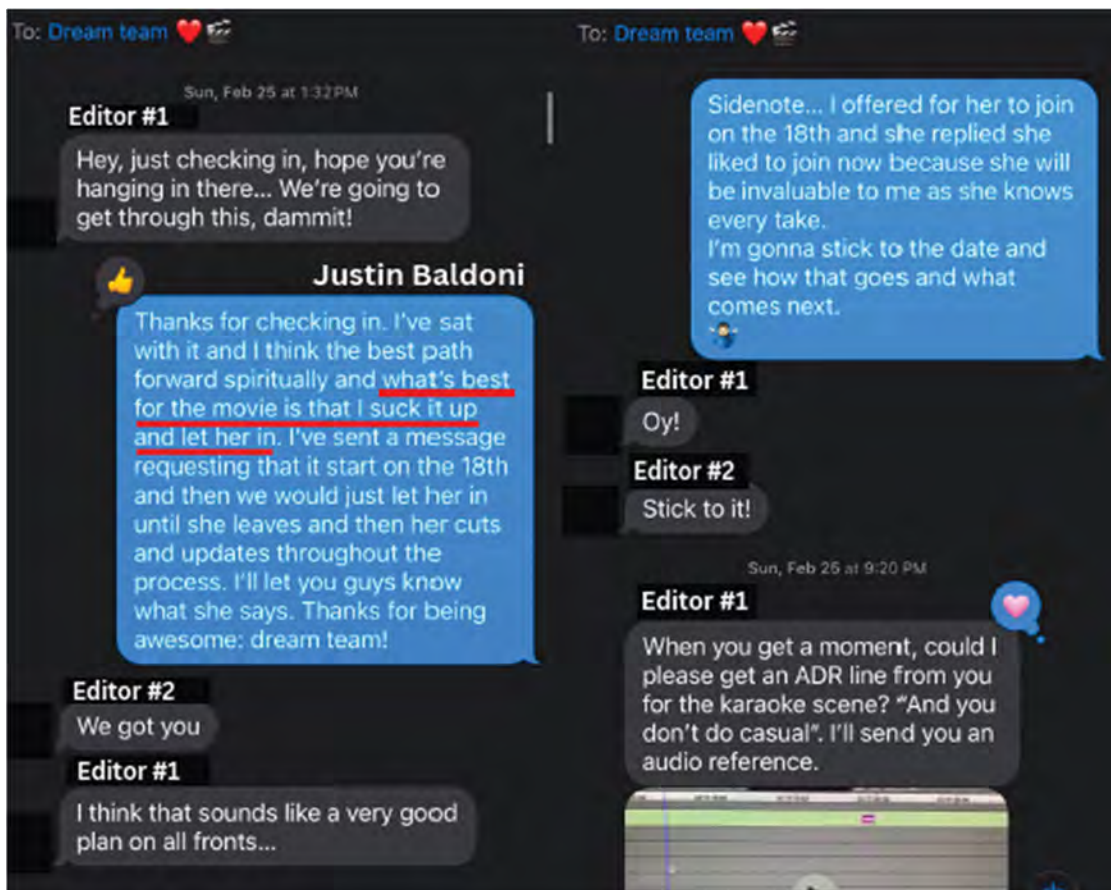 To: Dream team ❤️🎬
Sun, Feb 25 at 1:32 PM
Editor #1
Hey, just checking in, hope you're
hanging in there... We're going to
get through this, dammit!
Justin Baldoni
Thanks for checking in. I've sat
with it and I think the best path
forward spiritually and what's best
for the movie is that I suck it up
and let her in. I've sent a message
requesting that it start on the 18th
and then we would just let her in
until she leaves and then her cuts
and updates throughout the
process. I'll let you guys know
what she says. Thanks for being
awesome: dream team!
Editor #2
We got you
Editor #1
I think that sounds like a very good
plan on all fronts...
To: Dream team ❤️🎬
Sidenote... I offered for her to join
on the 18th and she replied she
liked to join now because she will
be invaluable to me as she knows
every take.
I'm gonna stick to the date and
see how that goes and what
comes next.
🤷🏻‍♂️
Editor #1
Oy!
Editor #2
Stick to it!
Sun, Feb 25 at 9:20 PM
Editor #1
When you get a moment, could I
please get an ADR line from you
for the karaoke scene? "And you
don't do casual". I'll send you an
audio reference.